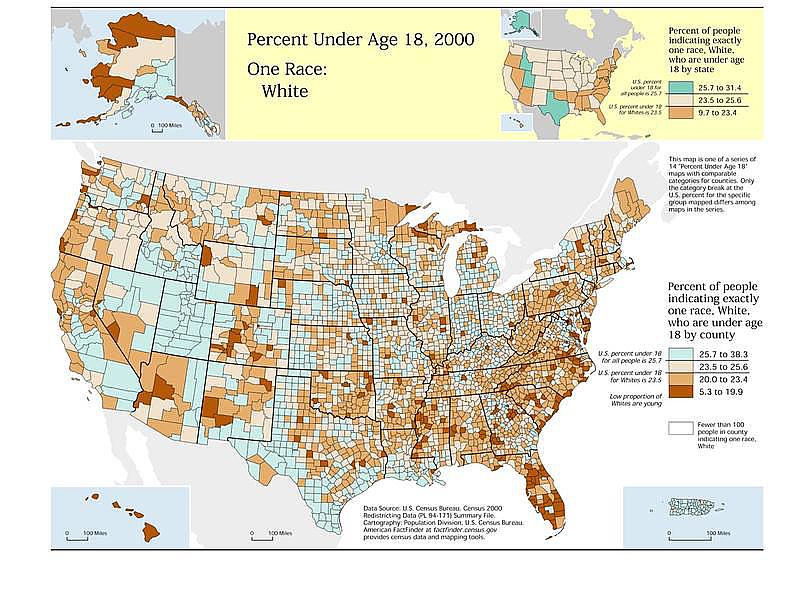 Percent Under Age 18, 2000
One Race:
White
0 100 Miles
Percent of people
indicating exactly
one race, White,
who are under age
18 by state
U.S. percent
under 18 for
all people is 25.7
U.S. percent under 18
for Whites is 23.5
25.7 to 31.4
23.5 to 25.6
9.7 to 23.4
This map is one of a series of
14 "Percent Under Age 18"
maps with comparable
categories for counties. Only
the category break at the
U.S. percent for the specific
group mapped differs among
maps in the series.
Percent of people
indicating exactly
one race, White,
who are under age
18 by county
U.S. percent under 18
for all people is 25.7
U.S. percent under 18
for Whites is 23.5
Low proportion of
Whites are young
25.7 to 38.3
23.5 to 25.6
20.0 to 23.4
5.3 to 19.9
Fewer than 100
people in county
indicating one race,
White
Data Source: U.S. Census Bureau, Census 2000
Redistricting Data (PL 94-171) Summary File.
Cartography: Population Division, U.S. Census Bureau.
American FactFinder at factfinder.census.gov
provides census data and mapping tools.
0 100 Miles
0 100 Miles
0 100 Miles